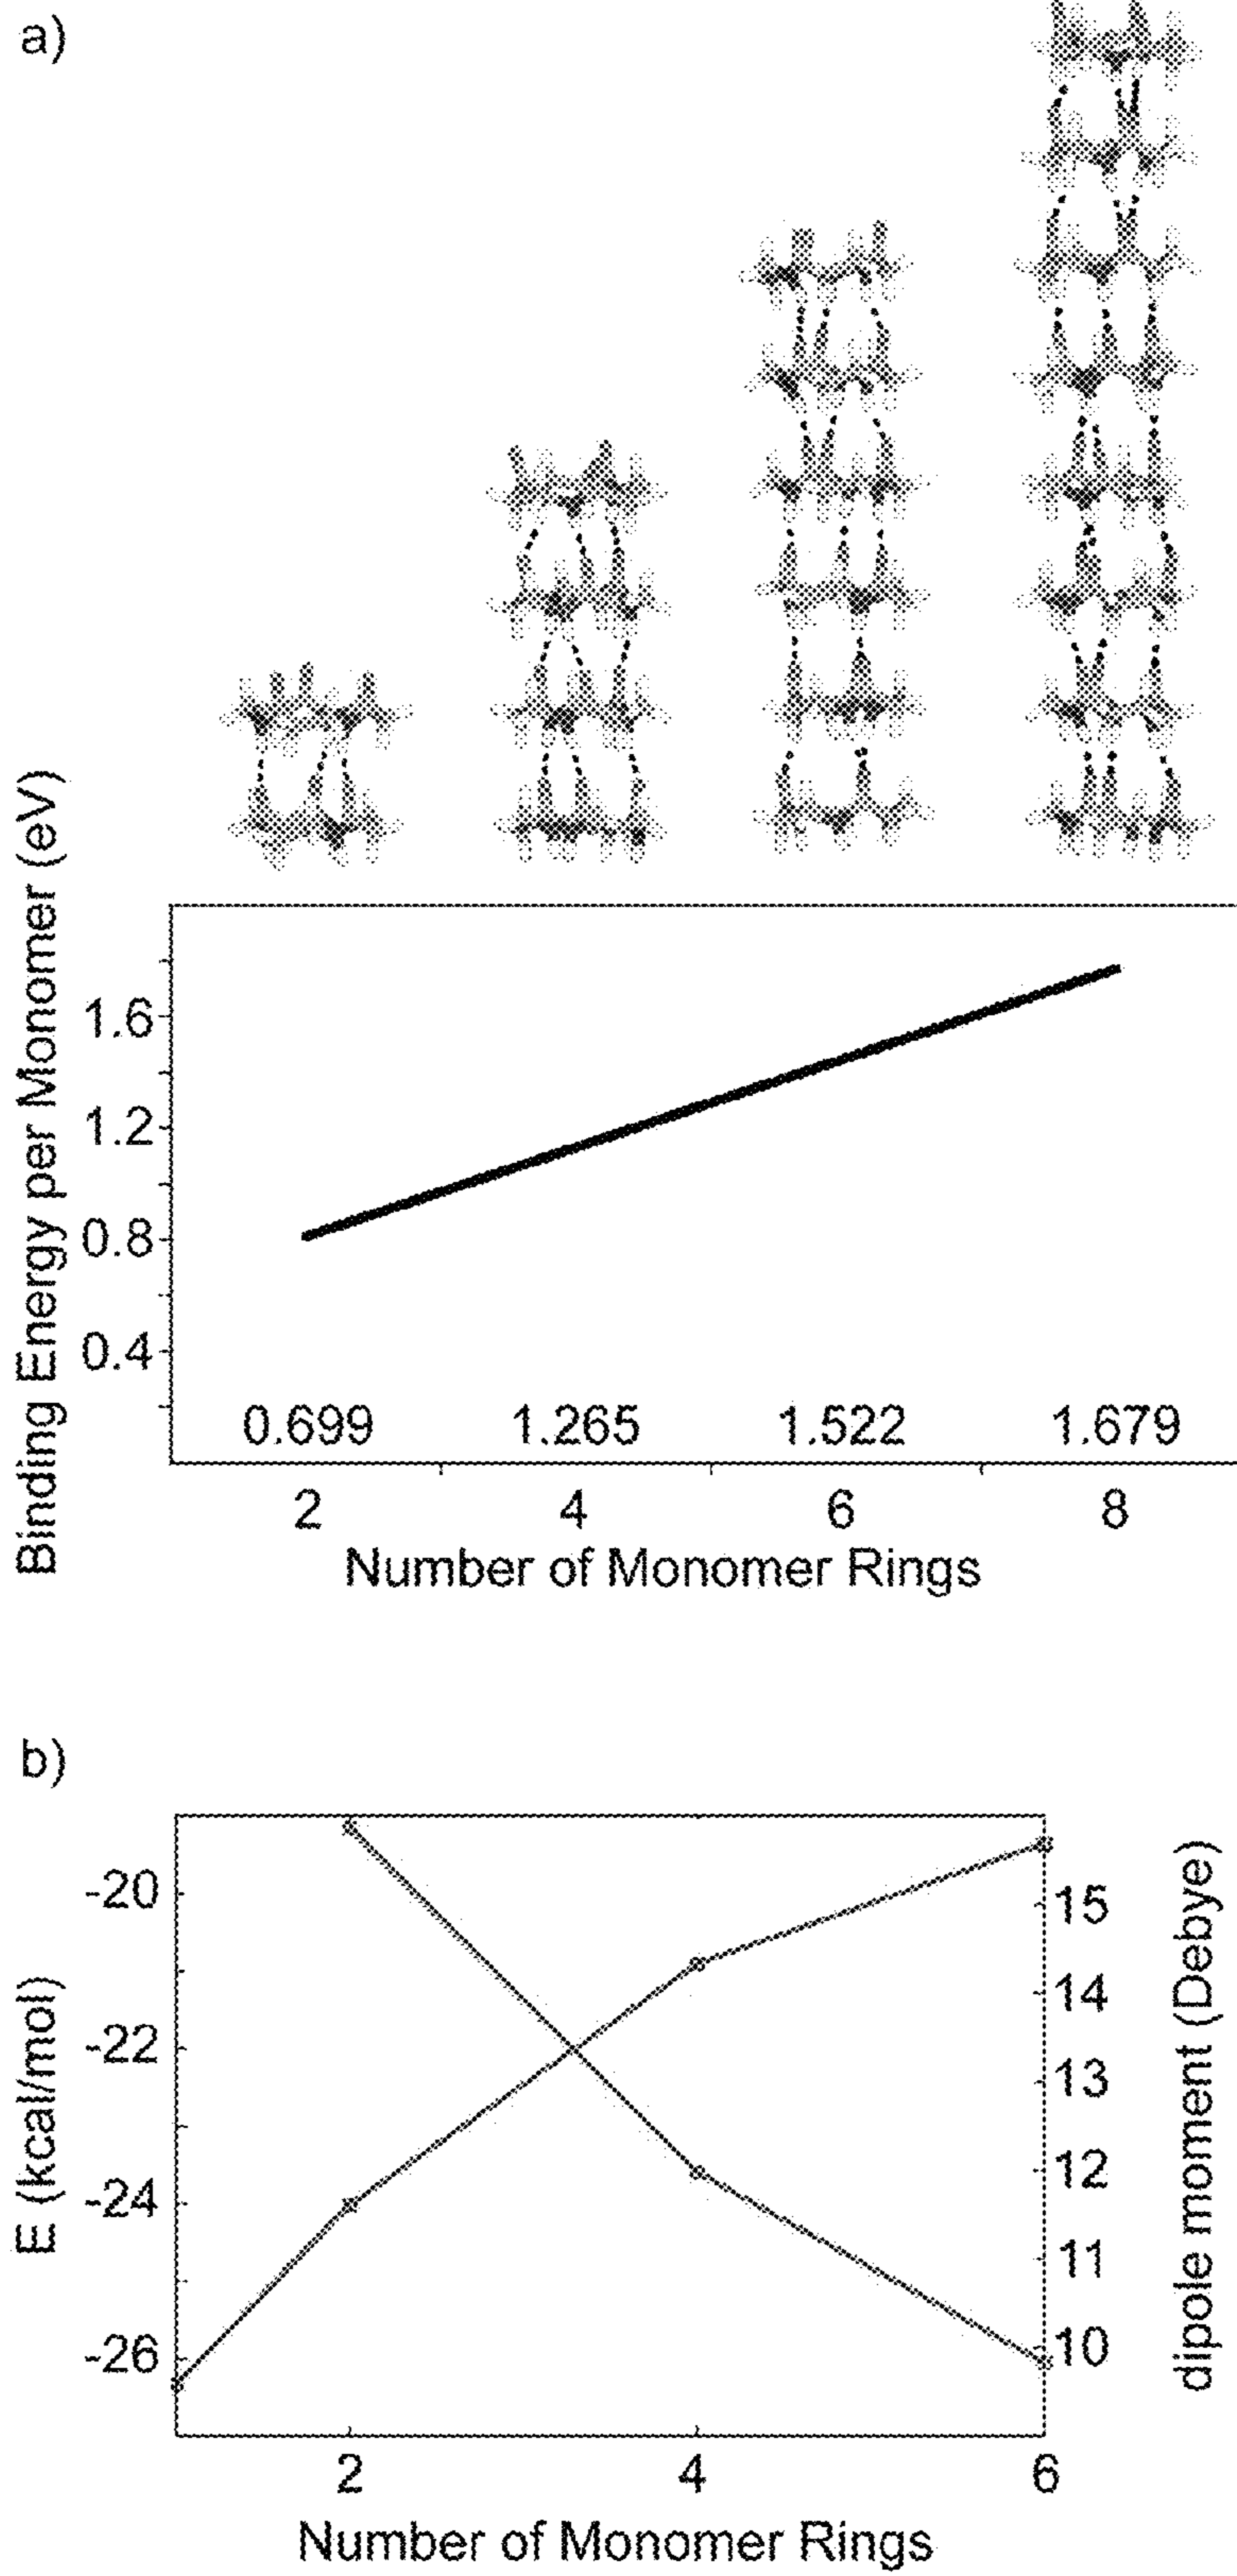 a)
Binding Energy per Monomer (eV)
1.6
1.2
0.8
0.4
0.699 1.265 1.522 1.679
2 4 6 8
Number of Monomer Rings
b)
E (kcal/mol)
-20
-22
-24
-26
15
14
13
12
11
10
dipole moment (Debye)
2 4 6
Number of Monomer Rings